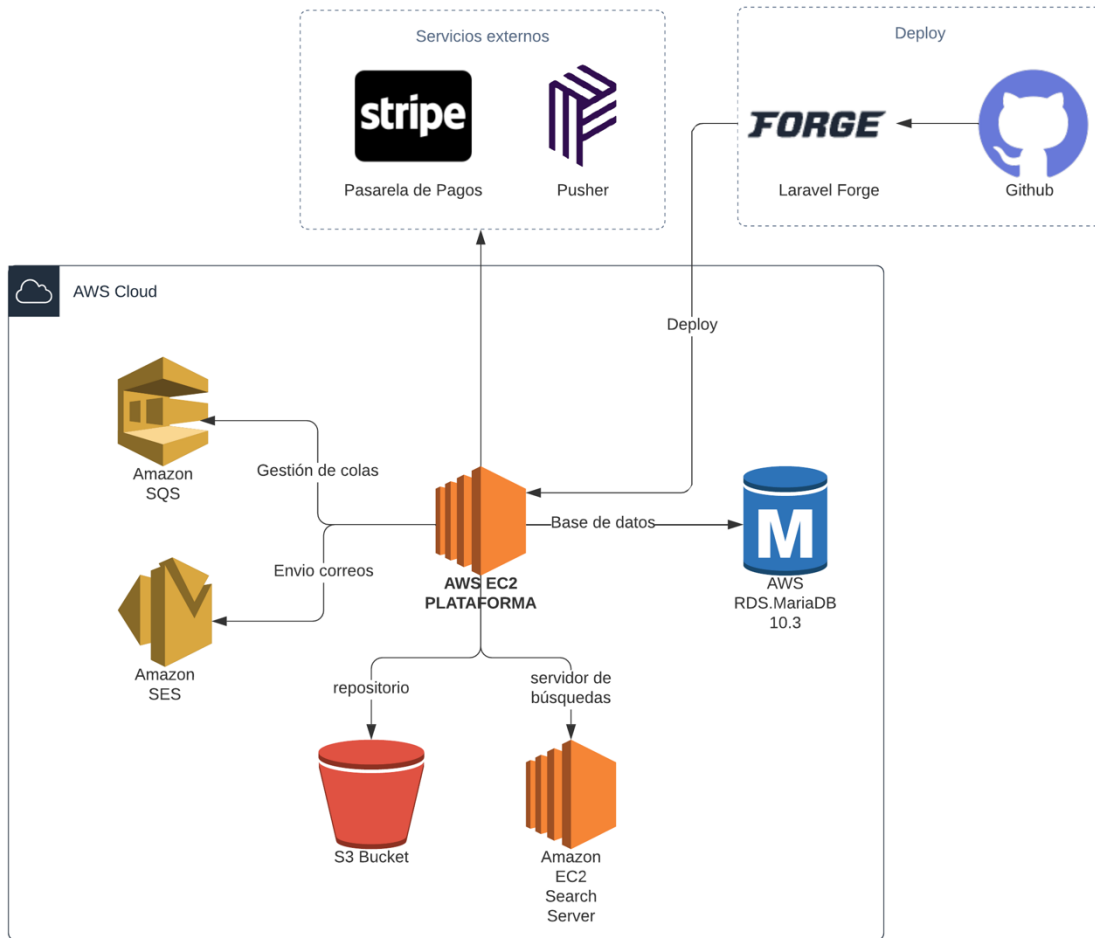 Servicios externos
Deploy
stripe
FORGE
Pasarela de Pagos
Pusher
Laravel Forge
Github
AWS Cloud
Deploy
Amazon
SQS
Gestión de colas
Base de datos
M
Envio correos
AWS EC2
PLATAFORMA
AWS
RDS.MariaDB
10.3
Amazon
SES
repositorio
servidor de
búsquedas
S3 Bucket
Amazon
EC2
Search
Server